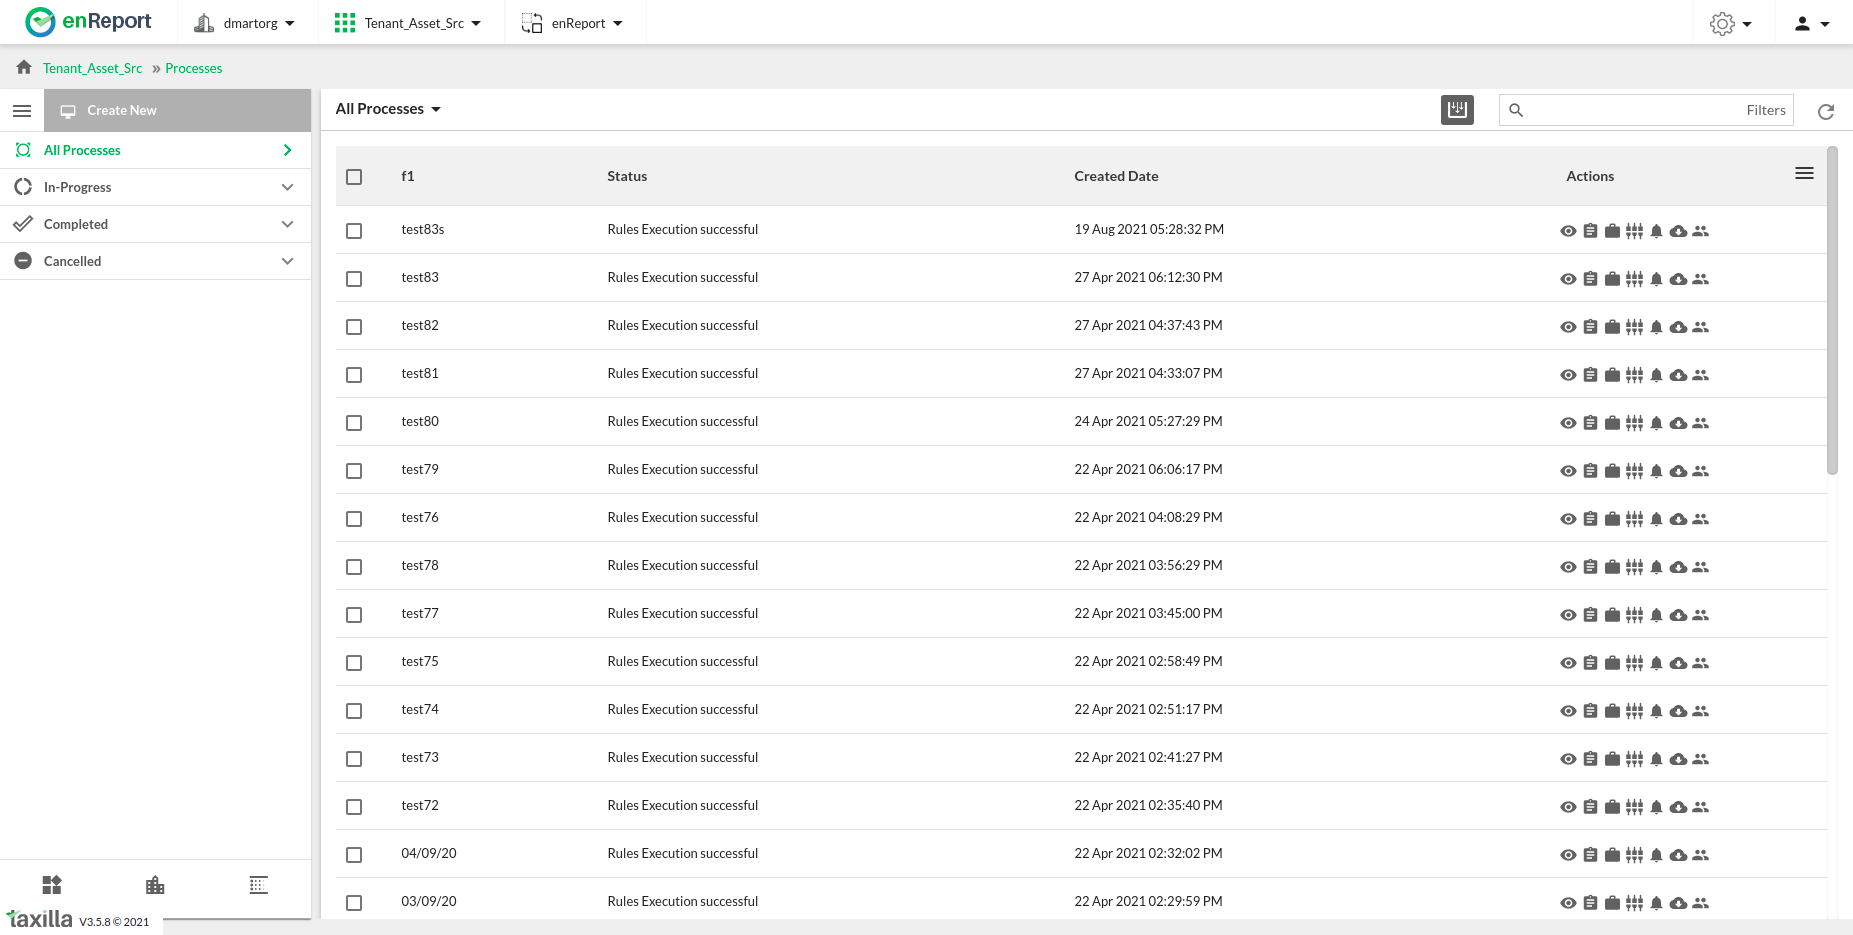 enReport
dmartorg
Tenant_Asset_Src
enReport
Tenant_Asset_Src » Processes
Create New
All Processes
In-Progress
Completed
Cancelled
All Processes
Filters
f1 Status Created Date Actions
test83s Rules Execution successful 19 Aug 2021 05:28:32 PM
test83 Rules Execution successful 27 Apr 2021 06:12:30 PM
test82 Rules Execution successful 27 Apr 2021 04:37:43 PM
test81 Rules Execution successful 27 Apr 2021 04:33:07 PM
test80 Rules Execution successful 24 Apr 2021 05:27:29 PM
test79 Rules Execution successful 22 Apr 2021 06:06:17 PM
test76 Rules Execution successful 22 Apr 2021 04:08:29 PM
test78 Rules Execution successful 22 Apr 2021 03:56:29 PM
test77 Rules Execution successful 22 Apr 2021 03:45:00 PM
test75 Rules Execution successful 22 Apr 2021 02:58:49 PM
test74 Rules Execution successful 22 Apr 2021 02:51:17 PM
test73 Rules Execution successful 22 Apr 2021 02:41:27 PM
test72 Rules Execution successful 22 Apr 2021 02:35:40 PM
04/09/20 Rules Execution successful 22 Apr 2021 02:32:02 PM
03/09/20 Rules Execution successful 22 Apr 2021 02:29:59 PM
taxilla V3.5.8 © 2021